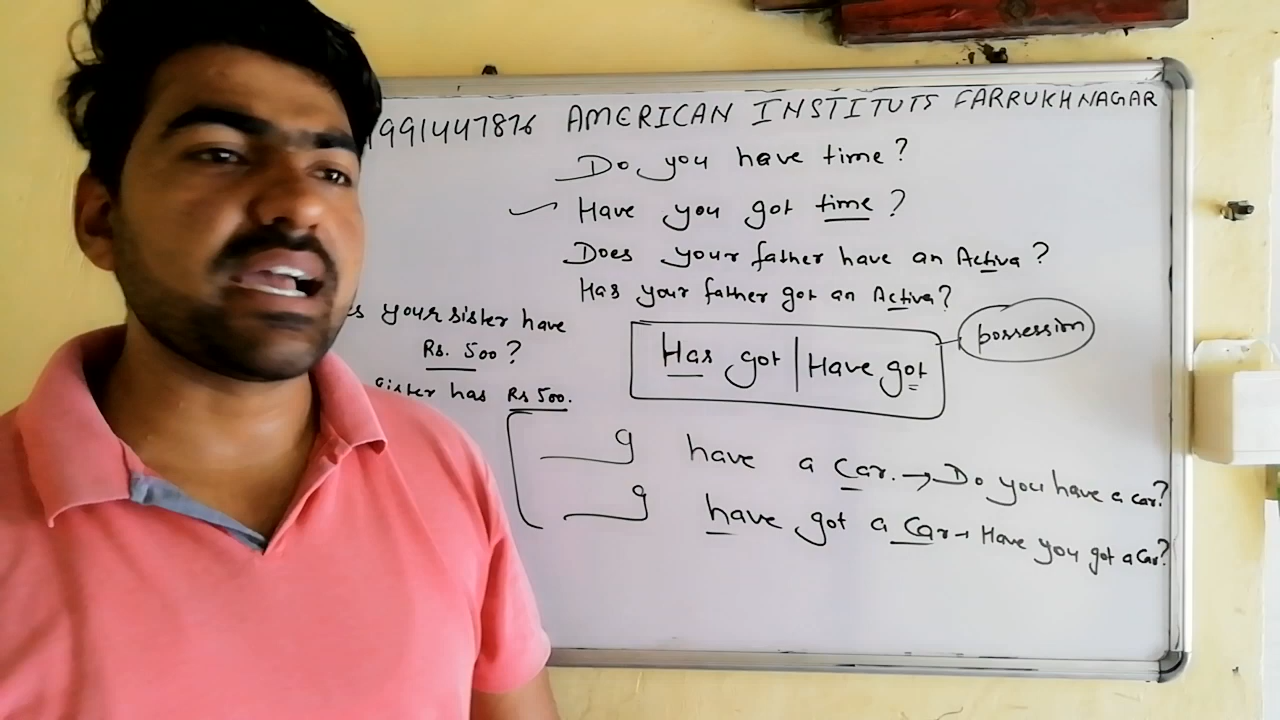 9991447876 AMERICAN INSTITUTS FARRUKHNAGAR
Do you have time?
Have you got time?
Does your father have an Activa?
Has your father got an Activa?
your sister have
Rs. 500?
sister has Rs 500.
Has got | Have got
possession
I have a car. → Do you have a car?
I have got a Car → Have you got a Car?